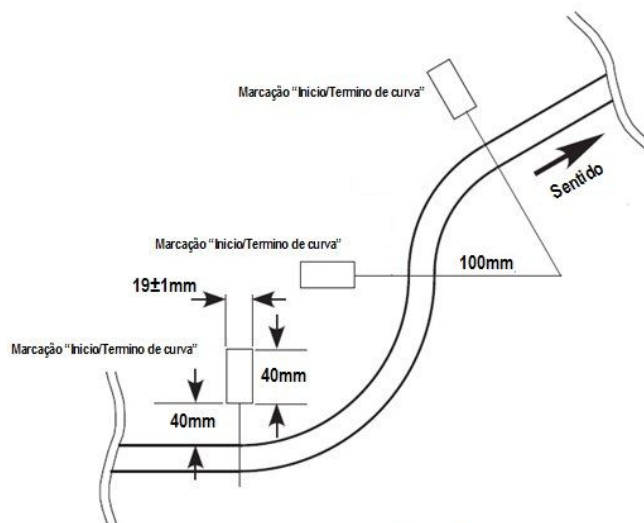 Marcação “Inicio/Termino de curva”
Sentido
Marcação “Inicio/Termino de curva”
100mm
19±1mm
Marcação “Inicio/Termino de curva”
40mm
40mm